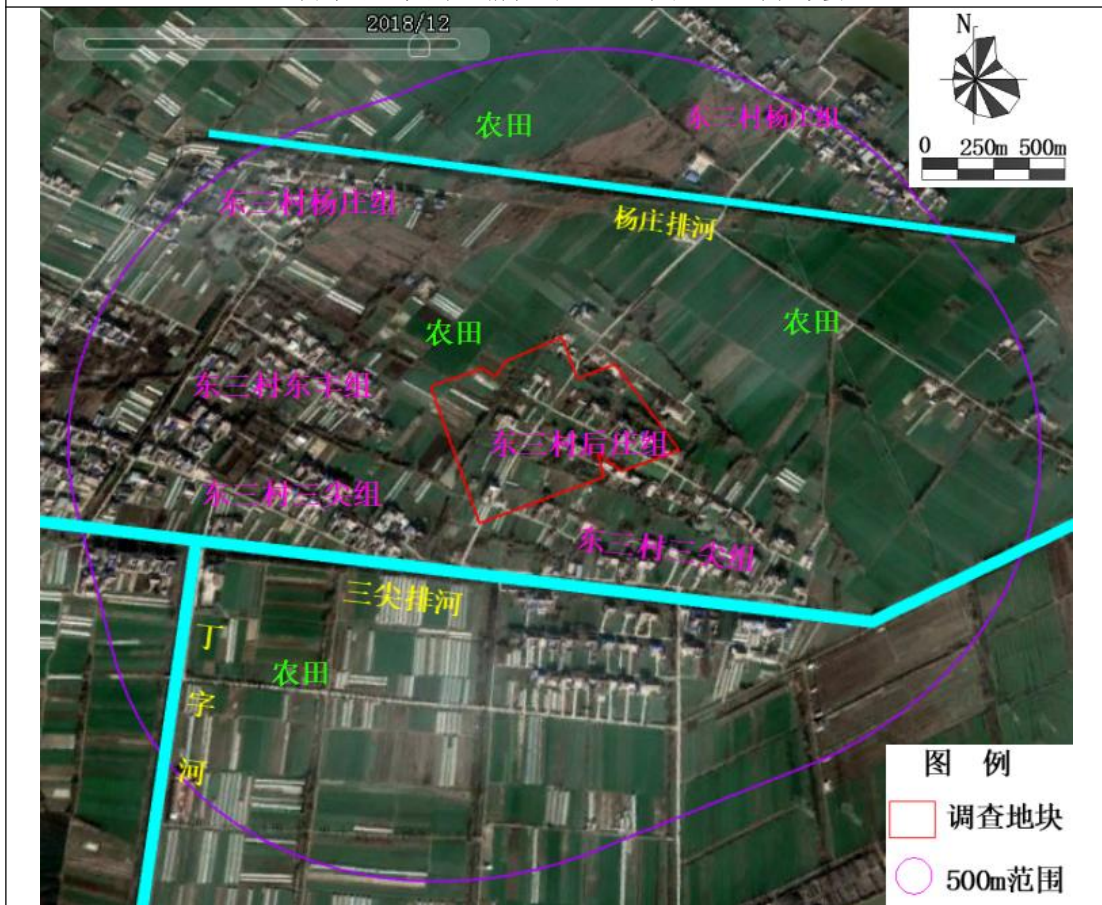 2018/12
N
0 250m 500m
农田
东三村杨庄组
东三村杨庄组
杨庄排河
农田
农田
东三村东丰组
东三村后庄组
东三村三尖组
东三村三尖组
三尖排河
丁
字
河
农田
图 例
调查地块
500m范围